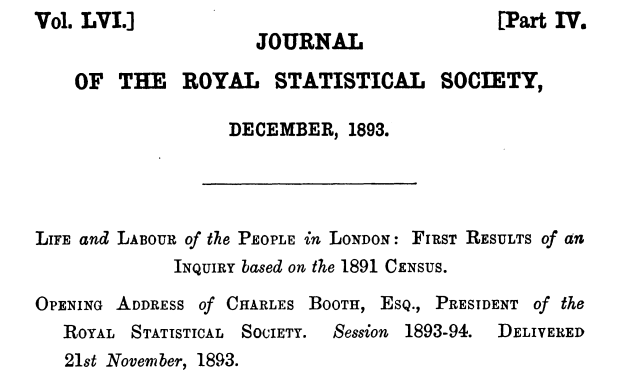 Vol. LVI.] [Part IV.
JOURNAL
OF THE ROYAL STATISTICAL SOCIETY,
DECEMBER, 1893.
LIFE and LABOUR of the PEOPLE in LONDON: FIRST RESULTS of an
INQUIRY based on the 1891 CENSUS.
OPENING ADDRESS of CHARLES BOOTH, ESQ., PRESIDENT of the
ROYAL STATISTICAL SOCIETY. Session 1893-94. DELIVERED
21st November, 1893.